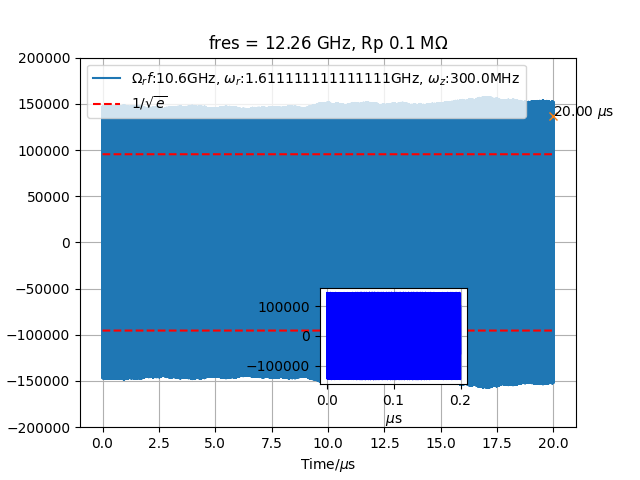 fres = 12.26 GHz, Rp 0.1 MΩ
200000
150000
100000
50000
0
−50000
−100000
−150000
−200000
Ω_r f:10.6GHz, ω_r:1.611111111111111GHz, ω_z:300.0MHz
1/√e
20.00 μs
100000
0
−100000
0.0 0.1 0.2
μs
0.0 2.5 5.0 7.5 10.0 12.5 15.0 17.5 20.0
Time/μs